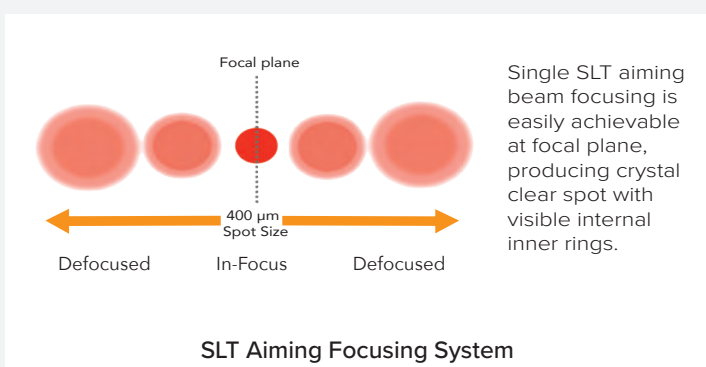 Focal plane
Single SLT aiming
beam focusing is
easily achievable
at focal plane,
producing crystal
clear spot with
visible internal
inner rings.
400 μm
Spot Size
Defocused In-Focus Defocused
SLT Aiming Focusing System